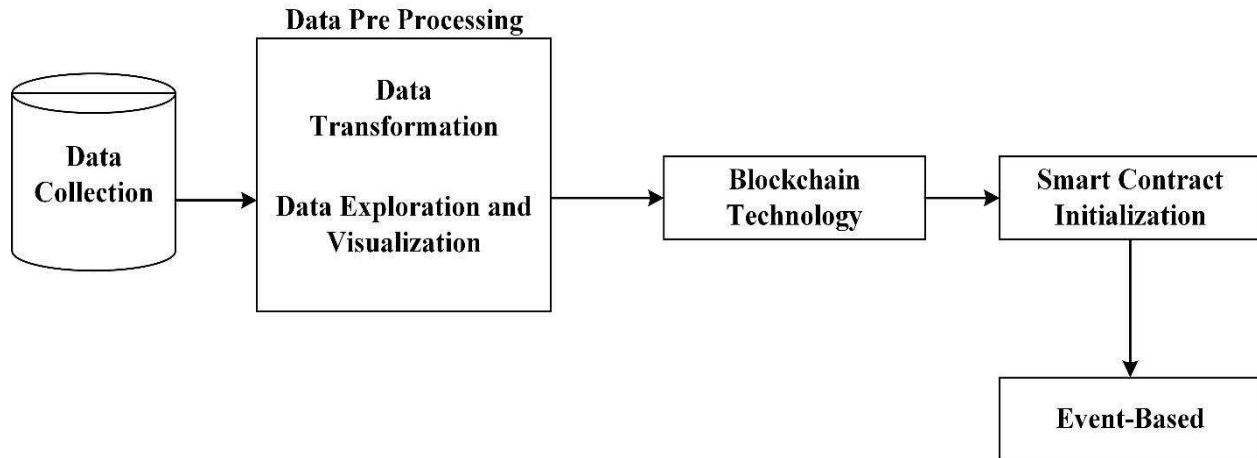 Data Pre Processing
Data
Transformation
Data Exploration and
Visualization
Data
Collection
Blockchain
Technology
Smart Contract
Initialization
Event-Based